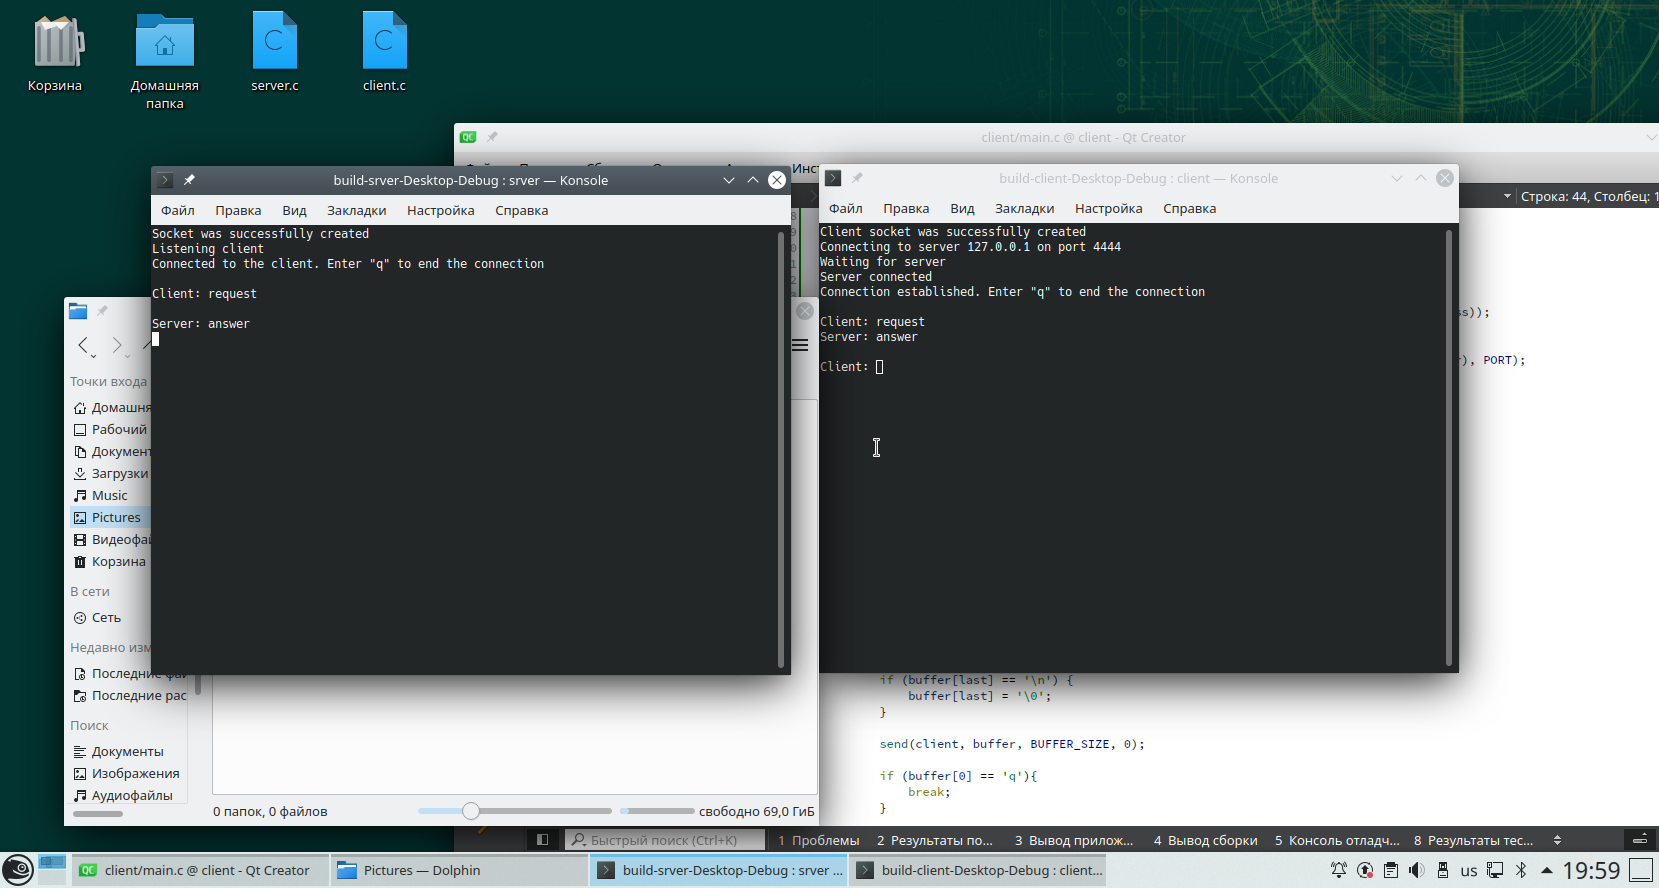 Корзина
Домашняя
папка
server.c
client.c
client/main.c @ client - Qt Creator
Строка: 44, Столбец: 1
build-srver-Desktop-Debug : srver — Konsole
Файл Правка Вид Закладки Настройка Справка
Socket was successfully created
Listening client
Connected to the client. Enter "q" to end the connection
Client: request
Server: answer
build-client-Desktop-Debug : client — Konsole
Файл Правка Вид Закладки Настройка Справка
Client socket was successfully created
Connecting to server 127.0.0.1 on port 4444
Waiting for server
Server connected
Connection established. Enter "q" to end the connection
Client: request
Server: answer
Client:
ss));
), PORT);
Точки входа
Домашня
Рабочий
Документ
Загрузки
Music
Pictures
Видеофа
Корзина
В сети
Сеть
Недавно изм
Последние фай
Последние рас
Поиск
Документы
Изображения
Аудиофайлы
0 папок, 0 файлов
свободно 69,0 ГиБ
if (buffer[last] == '\n') {
buffer[last] = '\0';
}
send(client, buffer, BUFFER_SIZE, 0);
if (buffer[0] == 'q'){
break;
}
Быстрый поиск (Ctrl+K)
1 Проблемы
2 Результаты по...
3 Вывод прилож...
4 Вывод сборки
5 Консоль отладч...
8 Результаты тес...
client/main.c @ client - Qt Creator
Pictures — Dolphin
build-srver-Desktop-Debug : srver ...
build-client-Desktop-Debug : client...
us
19:59